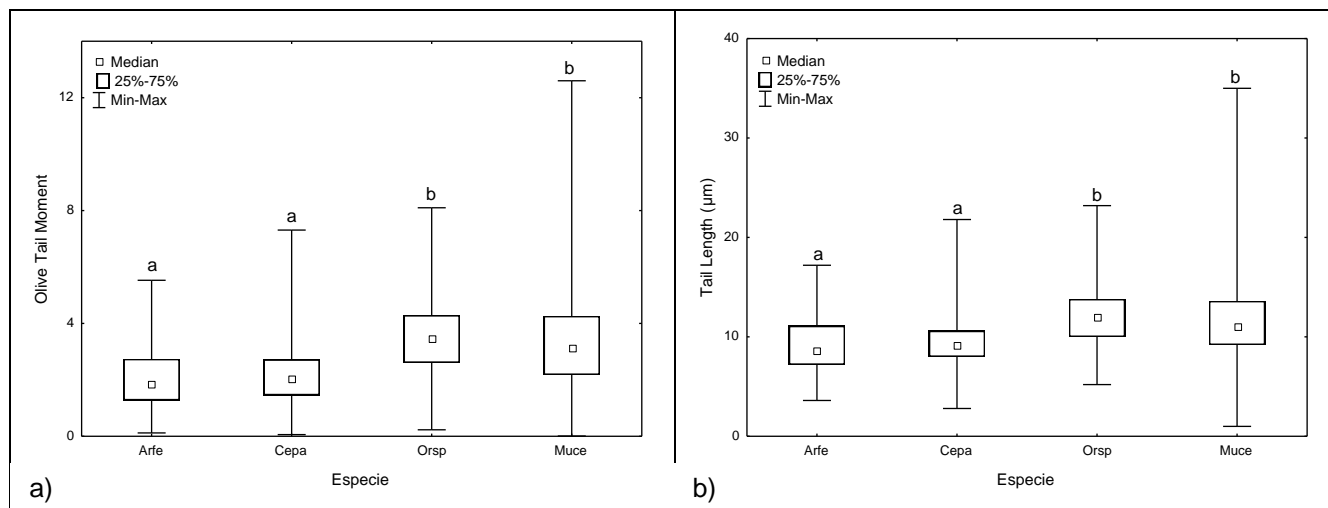 Median
25%-75%
Min-Max
a
a
b
b
12
8
4
0
Olive Tail Moment
Arfe
Cepa
Orsp
Muce
Especie
a)
40
30
20
10
0
Median
25%-75%
Min-Max
a
a
b
b
Tail Length (µm)
Arfe
Cepa
Orsp
Muce
Especie
b)